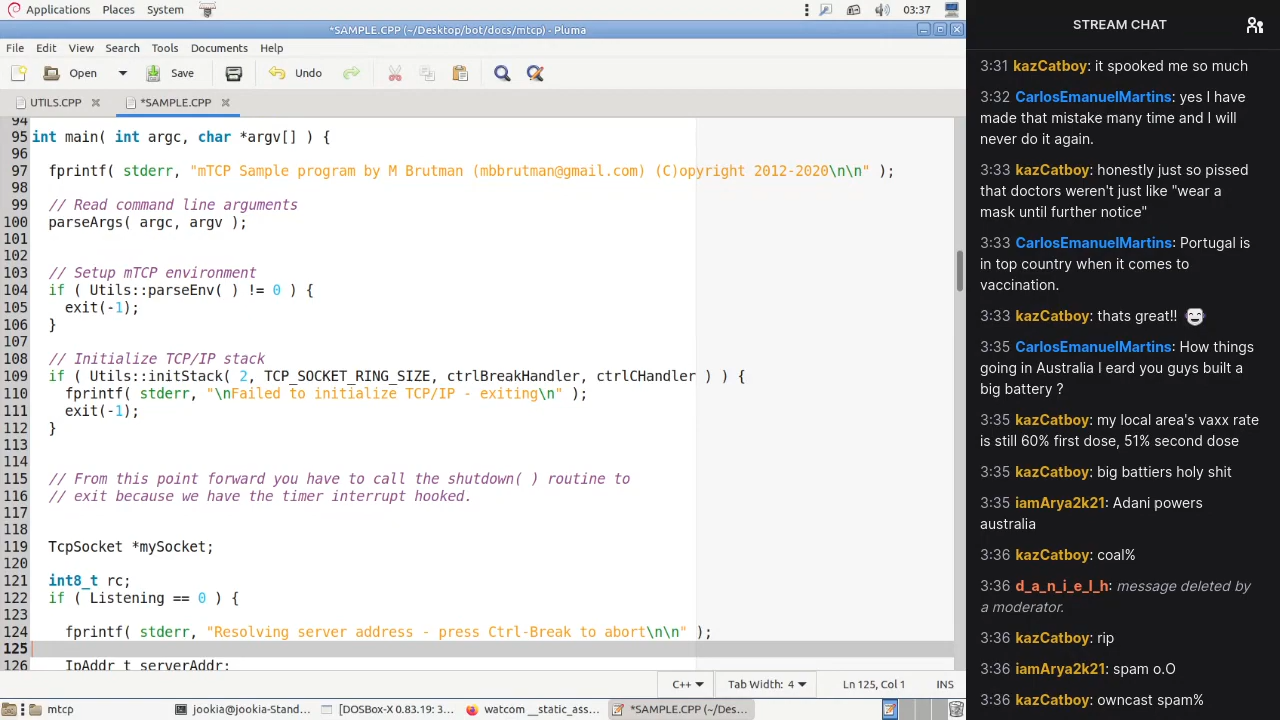 Applications Places System 03:37
*SAMPLE.CPP (~/Desktop/bot/docs/mtcp) - Pluma
File Edit View Search Tools Documents Help
Open Save Undo
UTILS.CPP *SAMPLE.CPP
94
95 int main( int argc, char *argv[] ) {
96
97 fprintf( stderr, "mTCP Sample program by M Brutman (mbbrutman@gmail.com) (C)opyright 2012-2020\n\n" );
98
99 // Read command line arguments
100 parseArgs( argc, argv );
101
102
103 // Setup mTCP environment
104 if ( Utils::parseEnv( ) != 0 ) {
105 exit(-1);
106 }
107
108 // Initialize TCP/IP stack
109 if ( Utils::initStack( 2, TCP_SOCKET_RING_SIZE, ctrlBreakHandler, ctrlCHandler ) ) {
110 fprintf( stderr, "\nFailed to initialize TCP/IP - exiting\n" );
111 exit(-1);
112 }
113
114
115 // From this point forward you have to call the shutdown( ) routine to
116 // exit because we have the timer interrupt hooked.
117
118
119 TcpSocket *mySocket;
120
121 int8_t rc;
122 if ( Listening == 0 ) {
123
124 fprintf( stderr, "Resolving server address - press Ctrl-Break to abort\n\n" );
125
126 IpAddr_t serverAddr;
C++ Tab Width: 4 Ln 125, Col 1 INS
mtcp jookia@jookia-Stand... [DOSBox-X 0.83.19: 3... watcom __static_ass... *SAMPLE.CPP (~/Des...
STREAM CHAT
3:31 kazCatboy: it spooked me so much
3:32 CarlosEmanuelMartins: yes I have
made that mistake many time and I will
never do it again.
3:33 kazCatboy: honestly just so pissed
that doctors weren't just like "wear a
mask until further notice"
3:33 CarlosEmanuelMartins: Portugal is
in top country when it comes to
vaccination.
3:33 kazCatboy: thats great!!
3:35 CarlosEmanuelMartins: How things
going in Australia I eard you guys built a
big battery ?
3:35 kazCatboy: my local area's vaxx rate
is still 60% first dose, 51% second dose
3:35 kazCatboy: big battiers holy shit
3:35 iamArya2k21: Adani powers
australia
3:36 kazCatboy: coal%
3:36 d_a_n_i_e_l_h: message deleted by
a moderator.
3:36 kazCatboy: rip
3:36 iamArya2k21: spam o.O
3:36 kazCatboy: owncast spam%